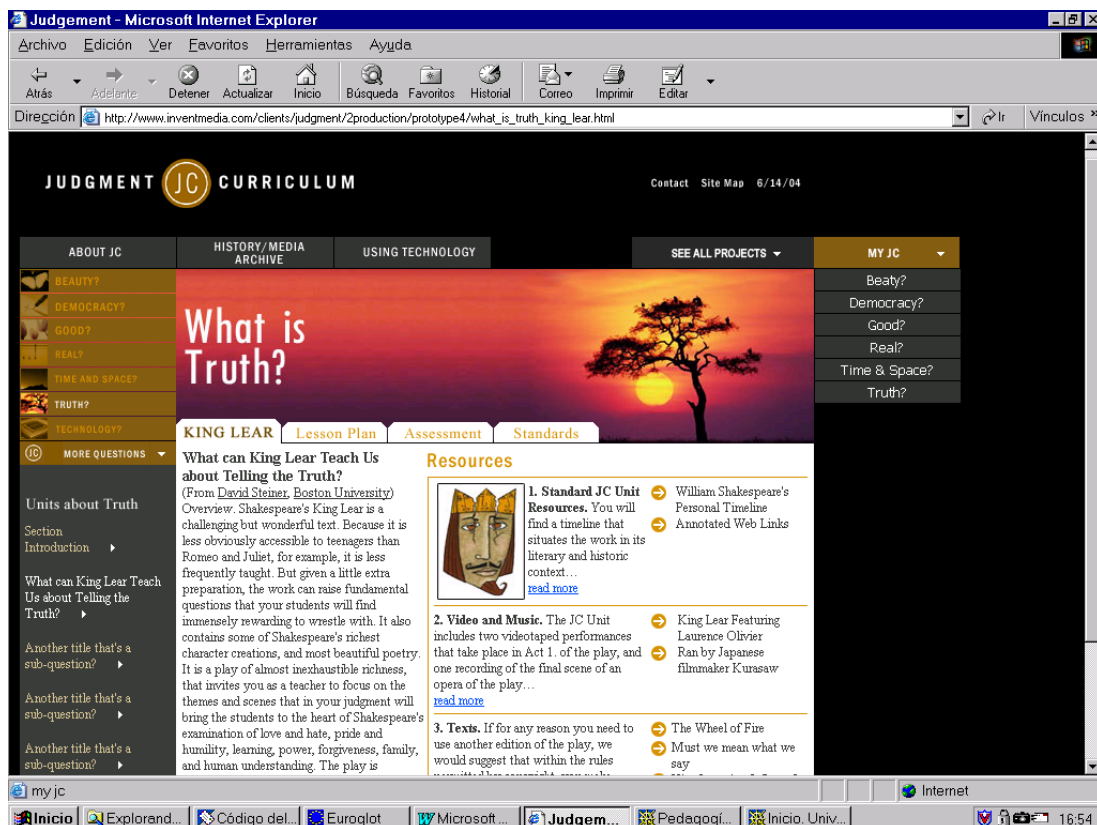 Judgement - Microsoft Internet Explorer
Archivo Edición Ver Favoritos Herramientas Ayuda
Atrás Adelante Detener Actualizar Inicio Búsqueda Favoritos Historial Correo Imprimir Editar
Dirección http://www.inventmedia.com/clients/judgment/2production/prototype4/what_is_truth_king_lear.html Ir Vínculos »
JUDGMENT JC CURRICULUM
Contact Site Map 6/14/04
ABOUT JC
HISTORY/MEDIA
ARCHIVE
USING TECHNOLOGY
SEE ALL PROJECTS
MY JC
BEAUTY?
DEMOCRACY?
GOOD?
REAL?
TIME AND SPACE?
TRUTH?
TECHNOLOGY?
JC MORE QUESTIONS
Units about Truth
Section
Introduction
What can King Lear Teach
Us about Telling the
Truth?
Another title that's a
sub-question?
Another title that's a
sub-question?
Another title that's a
sub-question?
What is
Truth?
Beaty?
Democracy?
Good?
Real?
Time & Space?
Truth?
KING LEAR Lesson Plan Assessment Standards
What can King Lear Teach Us
about Telling the Truth?
(From David Steiner, Boston University)
Overview. Shakespeare's King Lear is a
challenging but wonderful text. Because it is
less obviously accessible to teenagers than
Romeo and Juliet, for example, it is less
frequently taught. But given a little extra
preparation, the work can raise fundamental
questions that your students will find
immensely rewarding to wrestle with. It also
contains some of Shakespeare's richest
character creations, and most beautiful poetry.
It is a play of almost inexhaustible richness,
that invites you as a teacher to focus on the
themes and scenes that in your judgment will
bring the students to the heart of Shakespeare's
examination of love and hate, pride and
humility, learning, power, forgiveness, family,
and human understanding. The play is
Resources
1. Standard JC Unit
Resources. You will
find a timeline that
situates the work in its
literary and historic
context…
read more
William Shakespeare's
Personal Timeline
Annotated Web Links
2. Video and Music. The JC Unit
includes two videotaped performances
that take place in Act 1. of the play, and
one recording of the final scene of an
opera of the play…
read more
King Lear Featuring
Laurence Olivier
Ran by Japanese
filmmaker Kurasaw
3. Texts. If for any reason you need to
use another edition of the play, we
would suggest that within the rules
The Wheel of Fire
Must we mean what we
say
my jc
Internet
Inicio Explorand... Código del... Euroglot Microsoft ... Judgem... Pedagogí... Inicio. Univ... 16:54